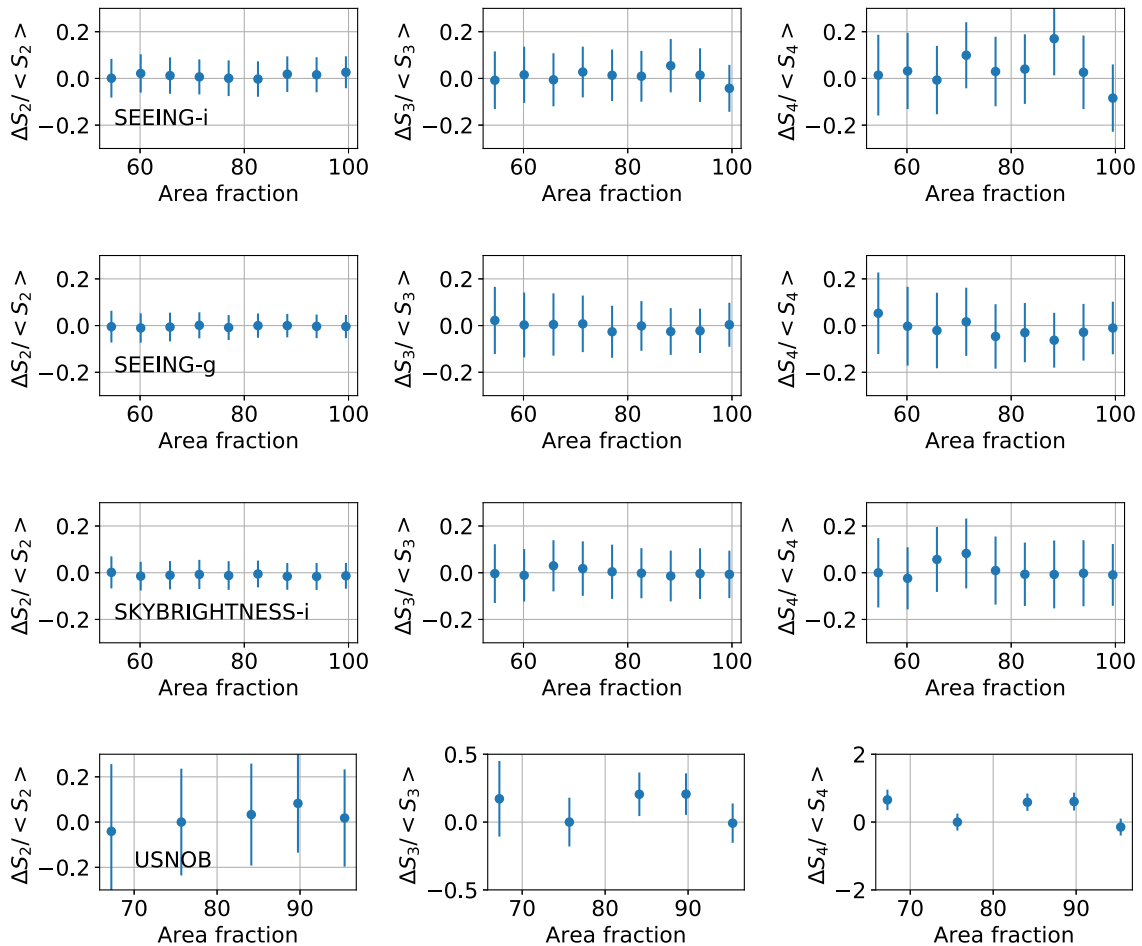 ΔS₂/ < S₂ >
0.2
0.0
−0.2
SEEING-i
60 80 100
Area fraction
ΔS₃/ < S₃ >
0.2
0.0
−0.2
60 80 100
Area fraction
ΔS₄/ < S₄ >
0.2
0.0
−0.2
60 80 100
Area fraction
ΔS₂/ < S₂ >
0.2
0.0
−0.2
SEEING-g
60 80 100
Area fraction
ΔS₃/ < S₃ >
0.2
0.0
−0.2
60 80 100
Area fraction
ΔS₄/ < S₄ >
0.2
0.0
−0.2
60 80 100
Area fraction
ΔS₂/ < S₂ >
0.2
0.0
−0.2
SKYBRIGHTNESS-i
60 80 100
Area fraction
ΔS₃/ < S₃ >
0.2
0.0
−0.2
60 80 100
Area fraction
ΔS₄/ < S₄ >
0.2
0.0
−0.2
60 80 100
Area fraction
ΔS₂/ < S₂ >
0.2
0.0
−0.2
USNOB
70 80 90
Area fraction
ΔS₃/ < S₃ >
0.5
0.0
−0.5
70 80 90
Area fraction
ΔS₄/ < S₄ >
2
0
−2
70 80 90
Area fraction